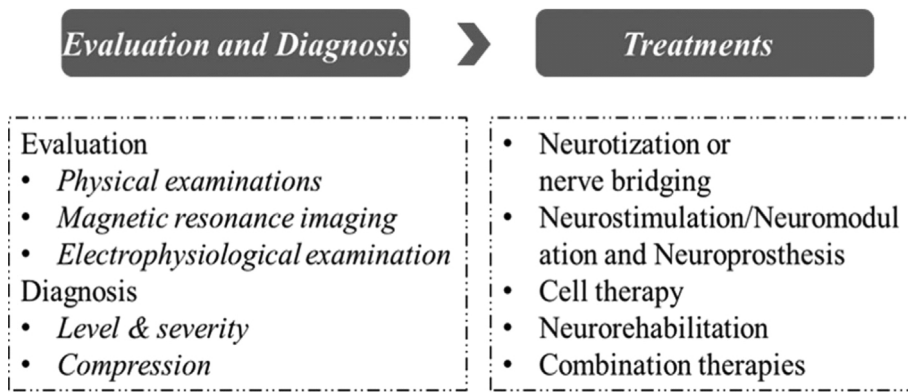 Evaluation and Diagnosis
Treatments
Evaluation
• Physical examinations
• Magnetic resonance imaging
• Electrophysiological examination
Diagnosis
• Level & severity
• Compression
• Neurotization or
nerve bridging
• Neurostimulation/Neuromodul
ation and Neuroprosthesis
• Cell therapy
• Neurorehabilitation
• Combination therapies